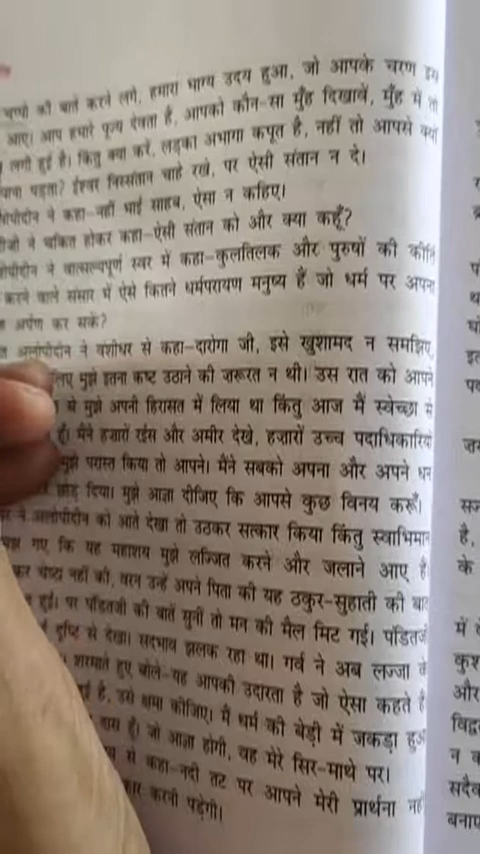 चप्पो की बातें करने लगे, हमारा भाग्य उदय हुआ, जो आपके चरण इस
आए। आप हमारे पूज्य देवता हैं, आपको कौन-सा मुँह दिखावें, मुँह में तो
लगी हुई है। किंतु क्या करें, लड़का अभागा कपूत है, नहीं तो आपसे क्यों
पड़ता? ईश्वर निस्संतान चाहे रखे, पर ऐसी संतान न दे।
ने कहा-नहीं भाई साहब, ऐसा न कहिए।
ने चकित होकर कहा-ऐसी संतान को और क्या कहूँ?
ने वात्सल्यपूर्ण स्वर में कहा-कुलतिलक और पुरुषों की कीर्ति
करने वाले संसार में ऐसे कितने धर्मपरायण मनुष्य हैं जो धर्म पर अपना
अर्पण कर सकें?
अलोपीदीन ने वंशीधर से कहा-दारोगा जी, इसे खुशामद न समझिए,
लिए मुझे इतना कष्ट उठाने की जरूरत न थी। उस रात को आपने
से मुझे अपनी हिरासत में लिया था किंतु आज मैं स्वेच्छा से
हूँ। मैंने हजारों रईस और अमीर देखे, हज़ारों उच्च पदाधिकारियों
मुझे परास्त किया तो आपने। मैंने सबको अपना और अपने धन
छोड़ दिया। मुझे आज्ञा दीजिए कि आपसे कुछ विनय करूँ।
ने अलोपीदीन को आते देखा तो उठकर सत्कार किया किंतु स्वाभिमान
गए कि यह महाशय मुझे लज्जित करने और जलाने आए हैं।
चेष्टा नहीं की, वरन उन्हें अपने पिता की यह ठकुर-सुहाती की बात
हुई। पर पंडितजी की बातें सुनीं तो मन की मैल मिट गई। पंडितजी
दृष्टि से देखा। सदभाव झलक रहा था। गर्व ने अब लज्जा के
शरमाते हुए बोले-यह आपकी उदारता है जो ऐसा कहते हैं।
है, उसे क्षमा कीजिए। मैं धर्म की बेड़ी में जकड़ा हुआ
दास हूँ। जो आज्ञा होगी, वह मेरे सिर-माथे पर।
से कहा-नदी तट पर आपने मेरी प्रार्थना नहीं
करनी पड़ेगी।
है,
के
में
कुश
और
विद्व
न
सदैव
बनाए